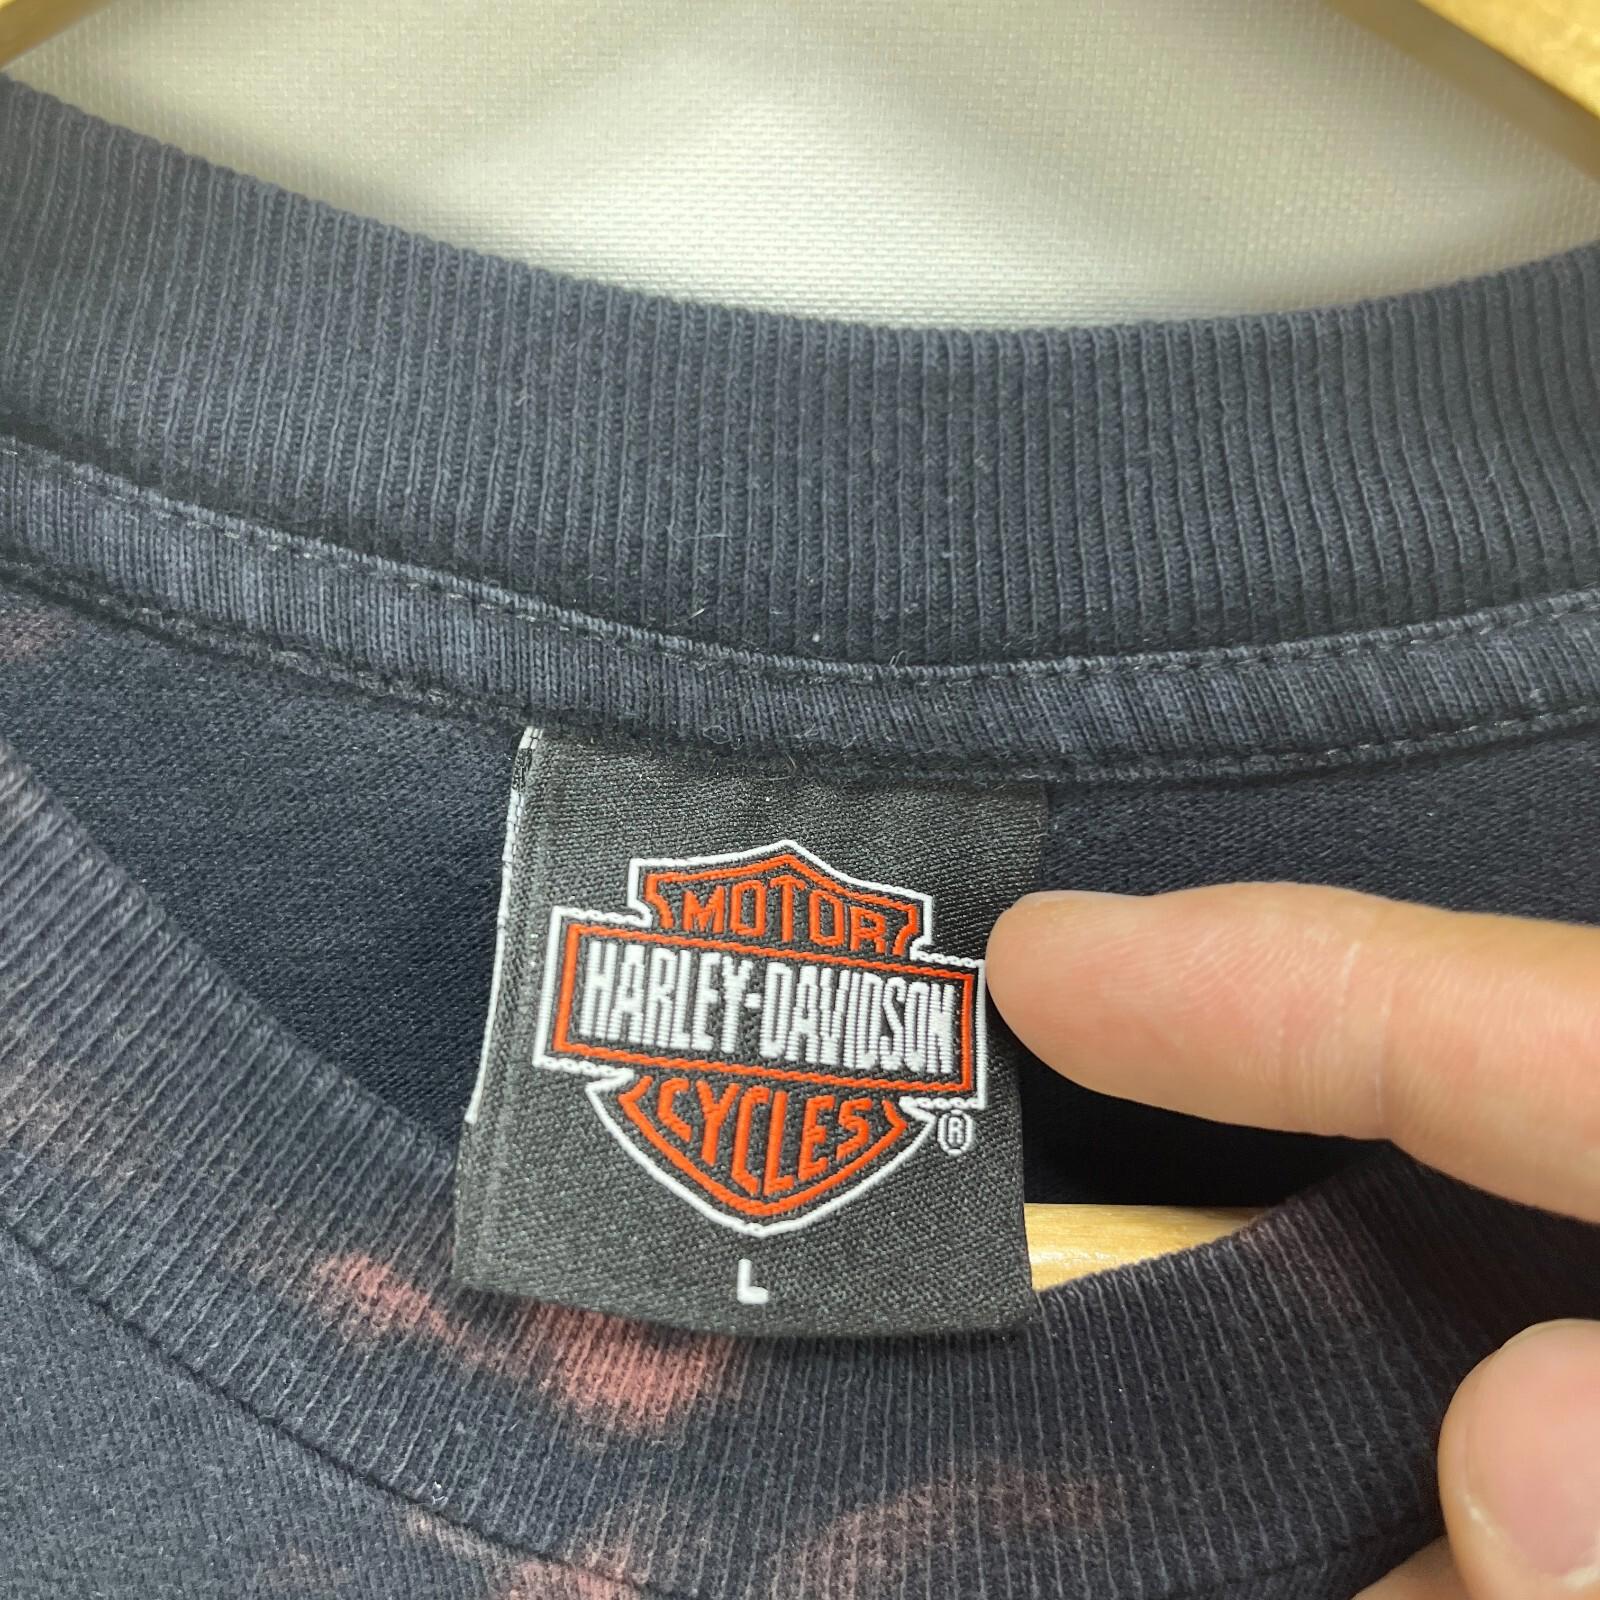 MOTOR
HARLEY-DAVIDSON
CYCLES
®
L